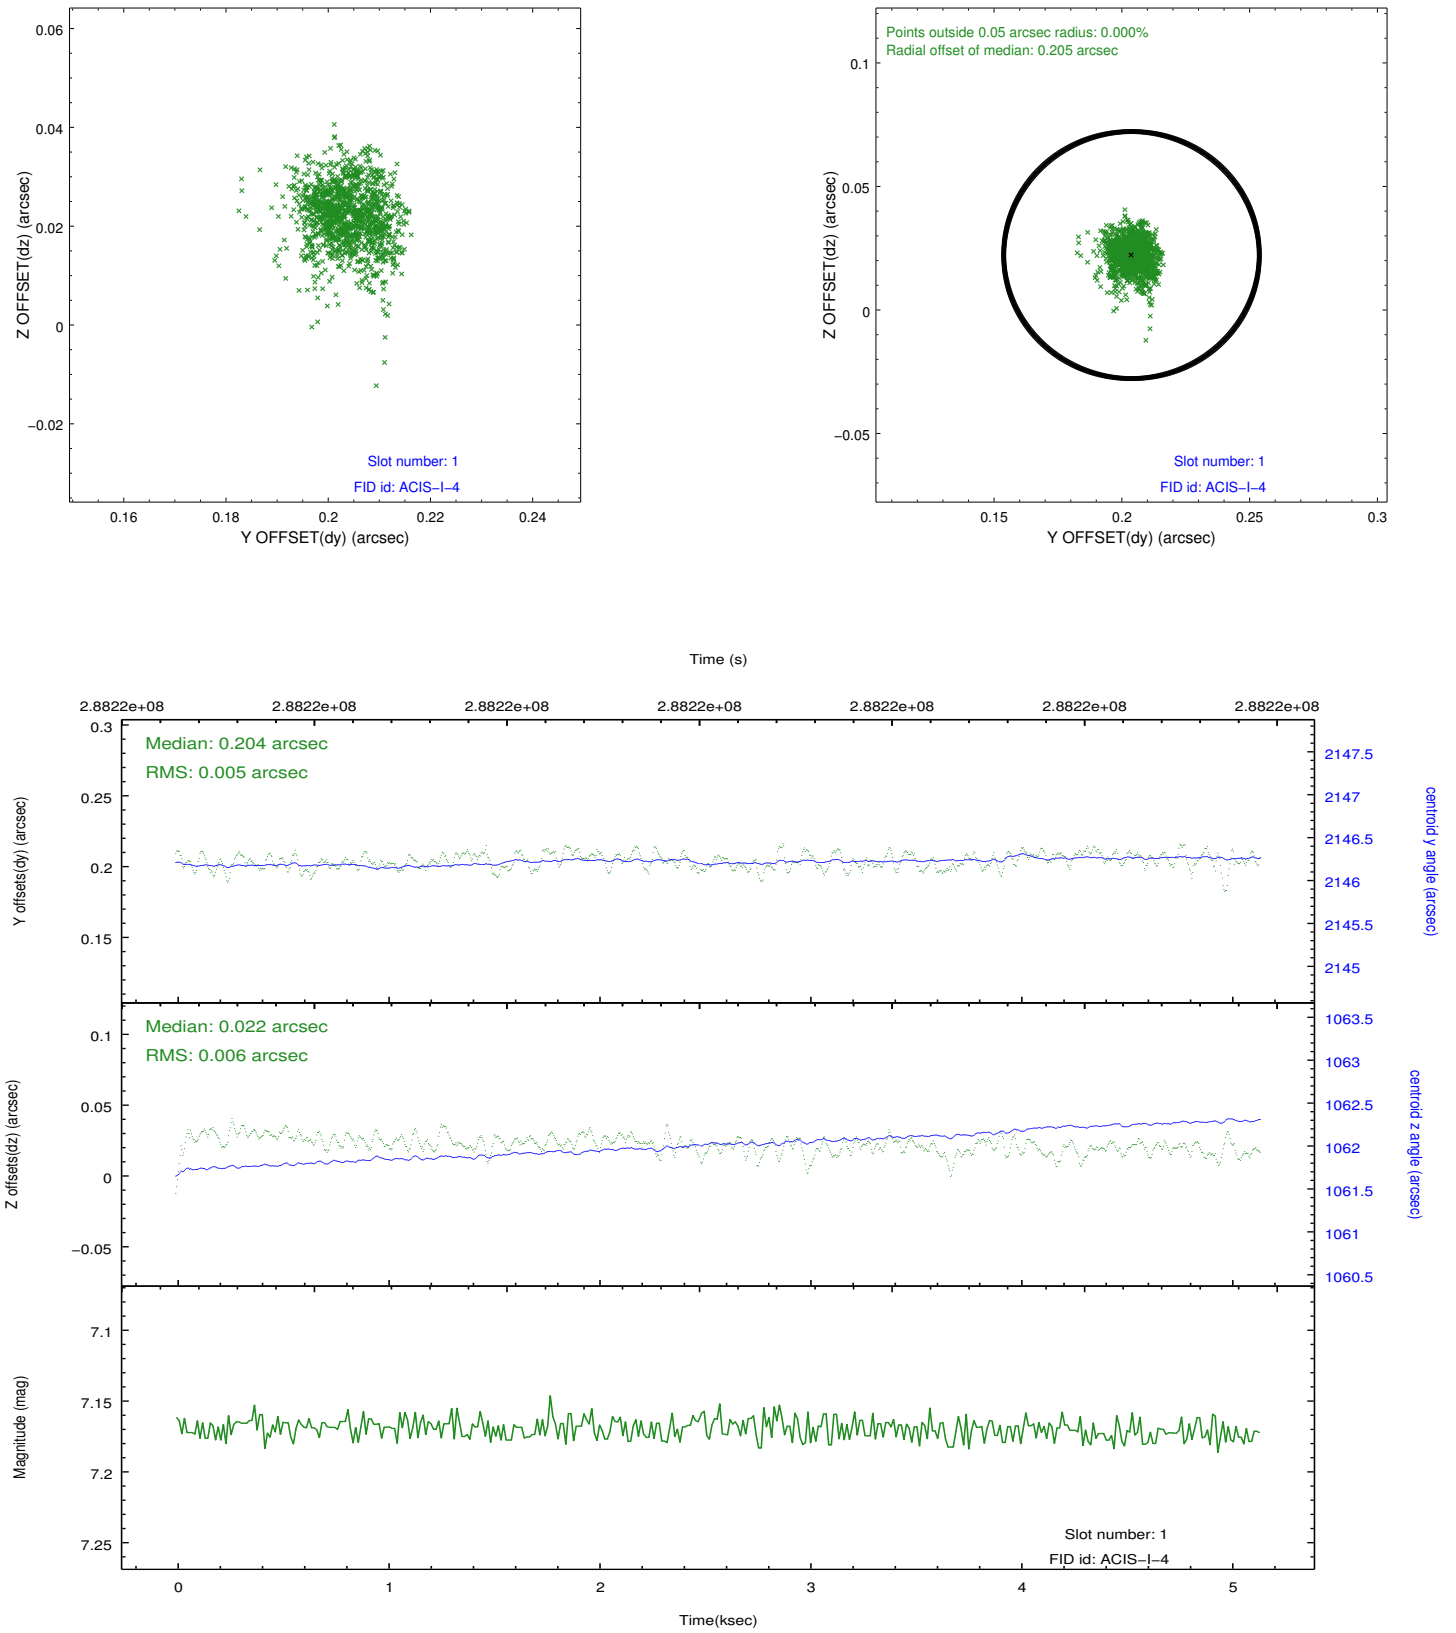 0.06
0.04
0.02
0
−0.02
Z OFFSET(dz) (arcsec)
Slot number: 1
FID id: ACIS−I−4
0.16
0.18
0.2
0.22
0.24
Y OFFSET(dy) (arcsec)
Points outside 0.05 arcsec radius: 0.000%
Radial offset of median: 0.205 arcsec
0.1
0.05
0
−0.05
Z OFFSET(dz) (arcsec)
Slot number: 1
FID id: ACIS−I−4
0.15
0.2
0.25
0.3
Y OFFSET(dy) (arcsec)
Time (s)
2.8822e+08 2.8822e+08 2.8822e+08 2.8822e+08 2.8822e+08 2.8822e+08 2.8822e+08
Median: 0.204 arcsec
RMS: 0.005 arcsec
0.3
0.25
0.2
0.15
Y offsets(dy) (arcsec)
2147.5
2147
2146.5
2146
2145.5
2145
centroid y angle (arcsec)
Median: 0.022 arcsec
RMS: 0.006 arcsec
0.1
0.05
0
−0.05
Z offsets(dz) (arcsec)
1063.5
1063
1062.5
1062
1061.5
1061
1060.5
centroid z angle (arcsec)
7.1
7.15
7.2
7.25
Magnitude (mag)
Slot number: 1
FID id: ACIS−I−4
0 1 2 3 4 5
Time(ksec)